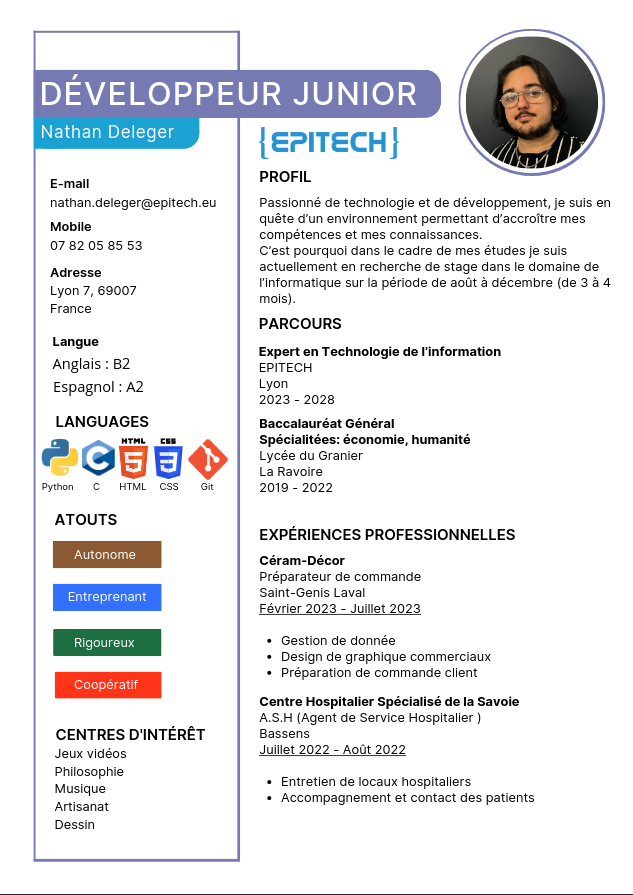 DÉVELOPPEUR JUNIOR
Nathan Deleger
E-mail
nathan.deleger@epitech.eu
Mobile
07 82 05 85 53
Adresse
Lyon 7, 69007
France
Langue
Anglais : B2
Espagnol : A2
LANGUAGES
HTML CSS
5 3
C
Python C HTML CSS Git
ATOUTS
Autonome
Entreprenant
Rigoureux
Coopératif
CENTRES D'INTÉRÊT
Jeux vidéos
Philosophie
Musique
Artisanat
Dessin
{EPITECH}
PROFIL
Passionné de technologie et de développement, je suis en
quête d’un environnement permettant d’accroître mes
compétences et mes connaissances.
C’est pourquoi dans le cadre de mes études je suis
actuellement en recherche de stage dans le domaine de
l’informatique sur la période de août à décembre (de 3 à 4
mois).
PARCOURS
Expert en Technologie de l’information
EPITECH
Lyon
2023 - 2028
Baccalauréat Général
Spécialitées: économie, humanité
Lycée du Granier
La Ravoire
2019 - 2022
EXPÉRIENCES PROFESSIONNELLES
Céram-Décor
Préparateur de commande
Saint-Genis Laval
Février 2023 - Juillet 2023
• Gestion de donnée
• Design de graphique commerciaux
• Préparation de commande client
Centre Hospitalier Spécialisé de la Savoie
A.S.H (Agent de Service Hospitalier )
Bassens
Juillet 2022 - Août 2022
• Entretien de locaux hospitaliers
• Accompagnement et contact des patients